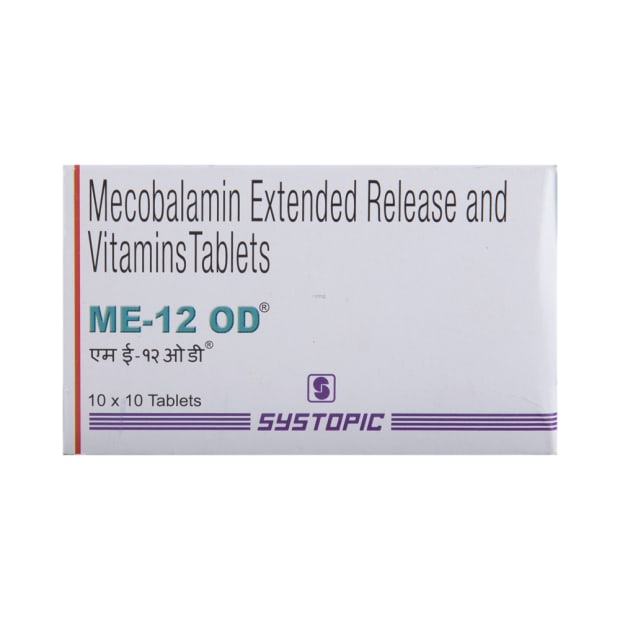 Mecobalamin Extended Release and
Vitamins Tablets
ME-12 OD®
एम ई-१२ ओ डी®
10 x 10 Tablets
S
SYSTOPIC